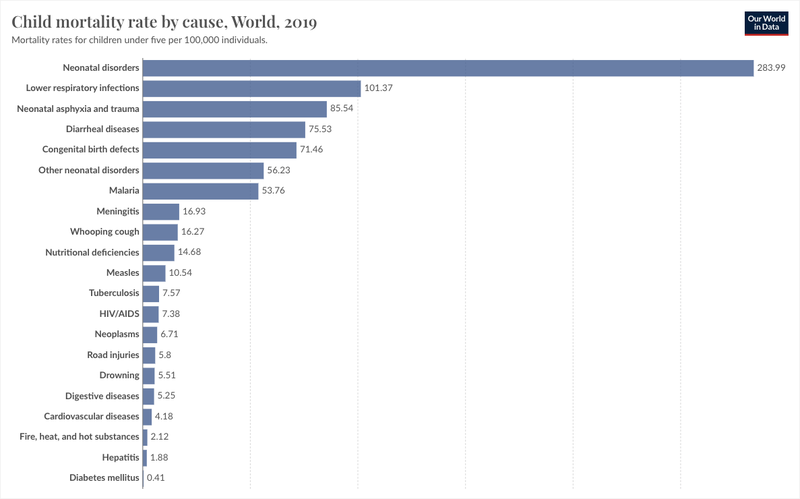 Child mortality rate by cause, World, 2019
Our World
in Data
Mortality rates for children under five per 100,000 individuals.
Neonatal disorders 283.99
Lower respiratory infections 101.37
Neonatal asphyxia and trauma 85.54
Diarrheal diseases 75.53
Congenital birth defects 71.46
Other neonatal disorders 56.23
Malaria 53.76
Meningitis 16.93
Whooping cough 16.27
Nutritional deficiencies 14.68
Measles 10.54
Tuberculosis 7.57
HIV/AIDS 7.38
Neoplasms 6.71
Road injuries 5.8
Drowning 5.51
Digestive diseases 5.25
Cardiovascular diseases 4.18
Fire, heat, and hot substances 2.12
Hepatitis 1.88
Diabetes mellitus 0.41